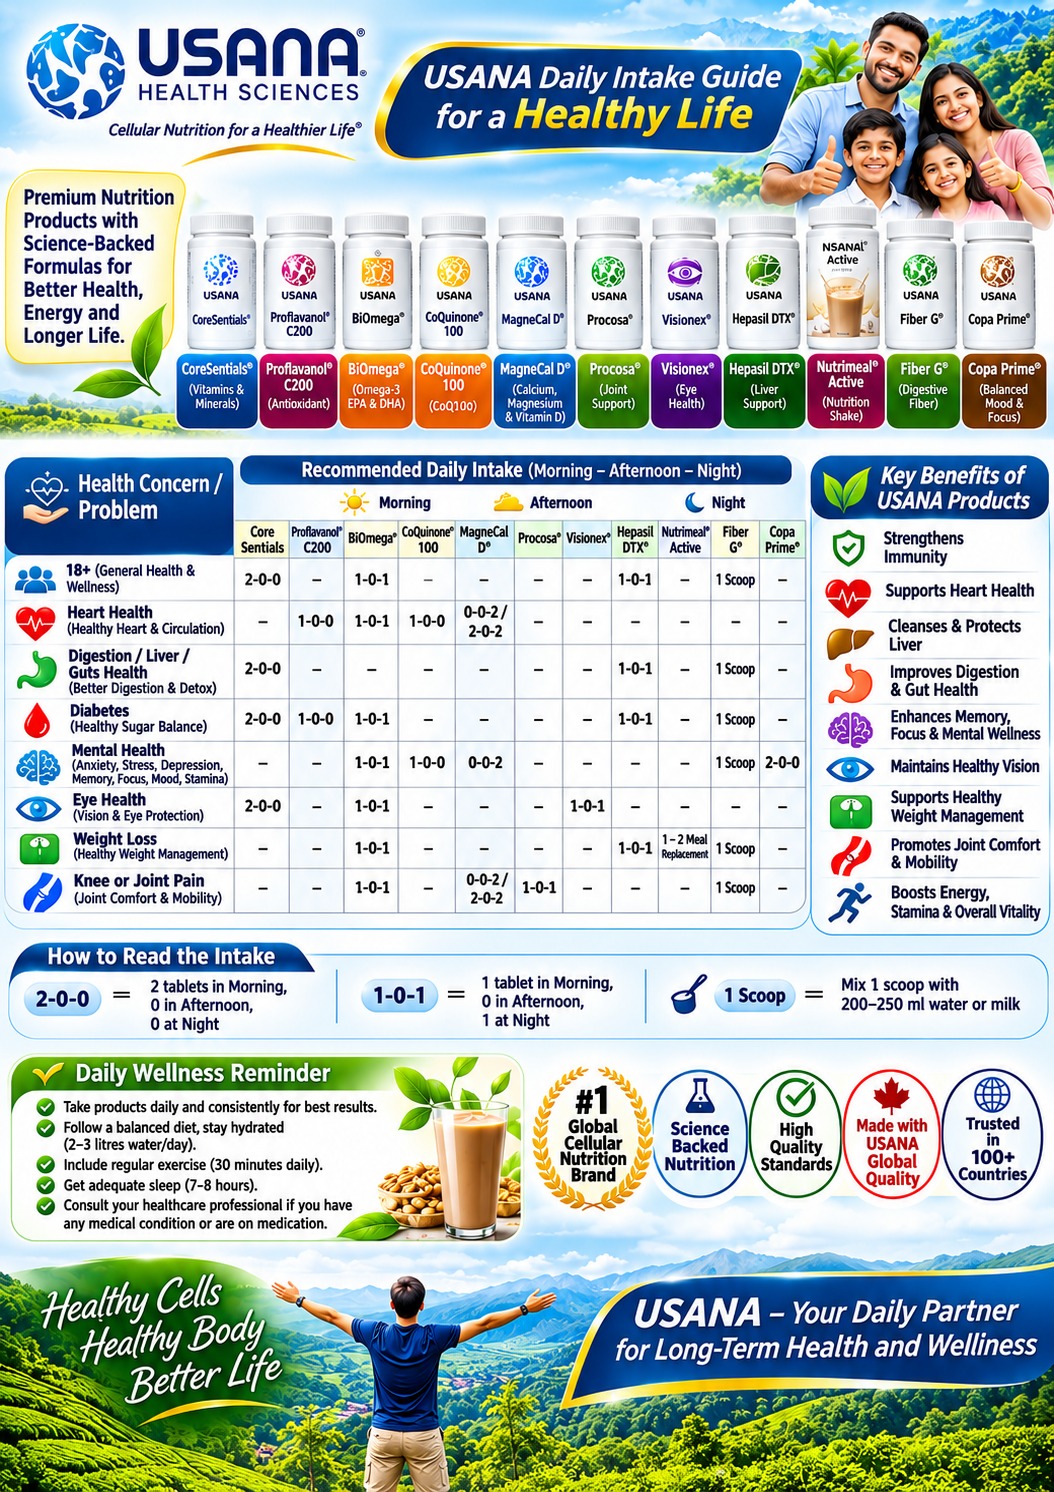 USANA®
HEALTH SCIENCES
Cellular Nutrition for a Healthier Life®
USANA Daily Intake Guide
for a Healthy Life
Premium Nutrition
Products with
Science-Backed
Formulas for
Better Health,
Energy and
Longer Life.
USANA
CoreSentials®
USANA
Proflavanol®
C200
USANA
BiOmega®
USANA
CoQuinone®
100
USANA
MagneCal D®
USANA
Procosa®
USANA
Visionex®
USANA
Hepasil DTX®
NSANAL®
Active
USANA
Fiber G®
USANA
Copa Prime®
CoreSentials®
(Vitamins &
Minerals)
Proflavanol®
C200
(Antioxidant)
BiOmega®
(Omega-3
EPA & DHA)
CoQuinone®
100
(CoQ10o)
MagneCal D®
(Calcium,
Magnesium
& Vitamin D)
Procosa®
(Joint
Support)
Visionex®
(Eye
Health)
Hepasil DTX®
(Liver
Support)
Nutrimeal®
Active
(Nutrition
Shake)
Fiber G®
(Digestive
Fiber)
Copa Prime®
(Balanced
Mood &
Focus)
Health Concern /
Problem
Recommended Daily Intake (Morning – Afternoon – Night)
Morning Afternoon Night
Core Sentials Proflavanol® C200 BiOmega® CoQuinone® 100 MagneCal D® Procosa® Visionex® Hepasil DTX® Nutrimeal® Active Fiber G® Copa Prime®
18+ (General Health &
Wellness)
2-0-0 – 1-0-1 – – – – 1-0-1 – 1 Scoop –
Heart Health
(Healthy Heart & Circulation)
– 1-0-0 1-0-1 1-0-0 0-0-2 / 2-0-2 – – – – – –
Digestion / Liver /
Guts Health
(Better Digestion & Detox)
2-0-0 – – – – – – 1-0-1 – 1 Scoop –
Diabetes
(Healthy Sugar Balance)
2-0-0 1-0-0 1-0-1 – – – – 1-0-1 – 1 Scoop –
Mental Health
(Anxiety, Stress, Depression,
Memory, Focus, Mood, Stamina)
– – 1-0-1 1-0-0 0-0-2 – – – – 1 Scoop 2-0-0
Eye Health
(Vision & Eye Protection)
2-0-0 – 1-0-1 – – – 1-0-1 – – – –
Weight Loss
(Healthy Weight Management)
– – 1-0-1 – – – – 1-0-1 1 – 2 Meal Replacement 1 Scoop –
Knee or Joint Pain
(Joint Comfort & Mobility)
– – 1-0-1 – 0-0-2 / 2-0-2 1-0-1 – – – 1 Scoop –
Key Benefits of
USANA Products
Strengthens
Immunity
Supports Heart Health
Cleanses & Protects
Liver
Improves Digestion
& Gut Health
Enhances Memory,
Focus & Mental Wellness
Maintains Healthy Vision
Supports Healthy
Weight Management
Promotes Joint Comfort
& Mobility
Boosts Energy,
Stamina & Overall Vitality
How to Read the Intake
2-0-0 =
2 tablets in Morning,
0 in Afternoon,
0 at Night
1-0-1 =
1 tablet in Morning,
0 in Afternoon,
1 at Night
1 Scoop =
Mix 1 scoop with
200–250 ml water or milk
Daily Wellness Reminder
Take products daily and consistently for best results.
Follow a balanced diet, stay hydrated
(2–3 litres water/day).
Include regular exercise (30 minutes daily).
Get adequate sleep (7–8 hours).
Consult your healthcare professional if you have
any medical condition or are on medication.
#1
Global
Cellular
Nutrition
Brand
Science
Backed
Nutrition
High
Quality
Standards
Made with
USANA
Global
Quality
Trusted
in
100+
Countries
Healthy Cells
Healthy Body
Better Life
USANA – Your Daily Partner
for Long-Term Health and Wellness